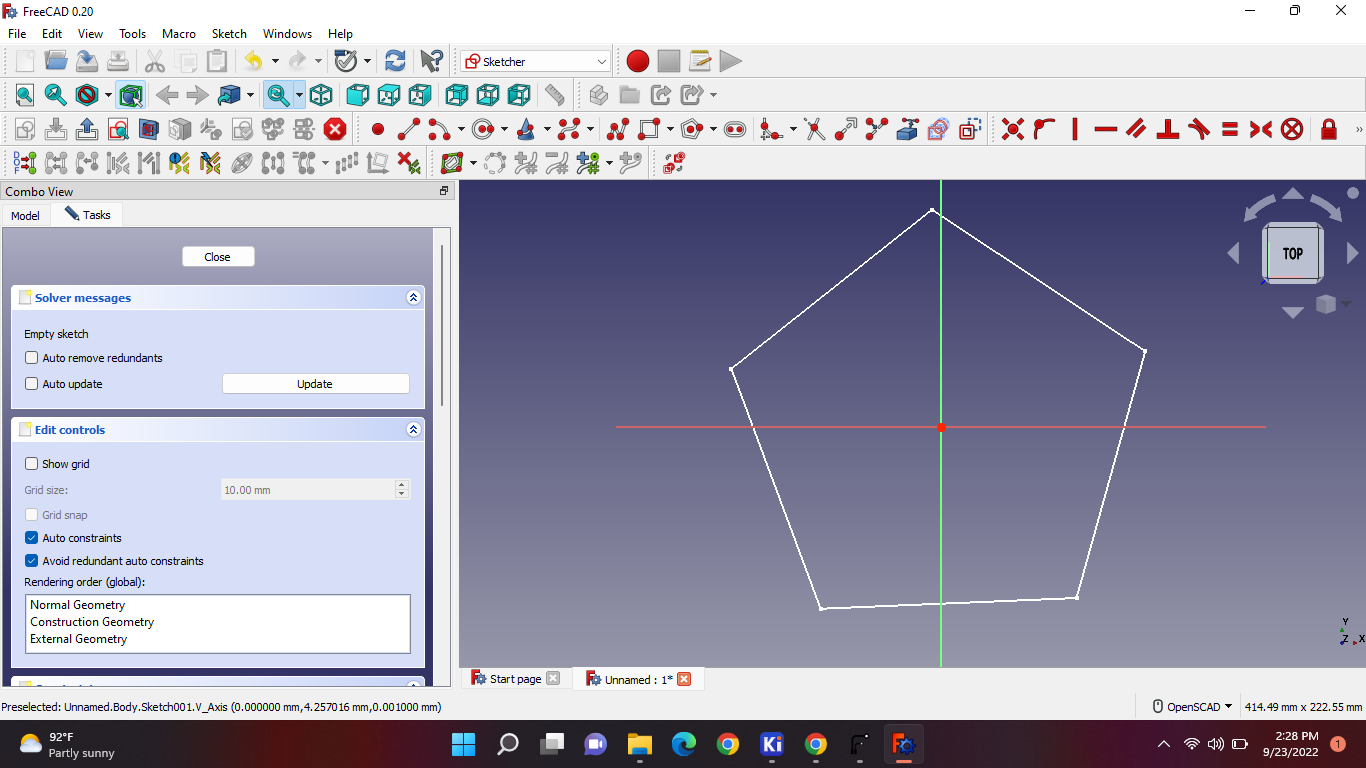 FreeCAD 0.20
File Edit View Tools Macro Sketch Windows Help
Sketcher
»
Combo View
Model Tasks
Close
Solver messages
Empty sketch
Auto remove redundants
Auto update Update
Edit controls
Show grid
Grid size: 10.00 mm
Grid snap
Auto constraints
Avoid redundant auto constraints
Rendering order (global):
Normal Geometry
Construction Geometry
External Geometry
TOP
Y
Z X
Start page Unnamed : 1*
Preselected: Unnamed.Body.Sketch001.V_Axis (0.000000 mm,4.257016 mm,0.001000 mm) OpenSCAD 414.49 mm x 222.55 mm
92°F
Partly sunny
Ki
2:28 PM
9/23/2022
1